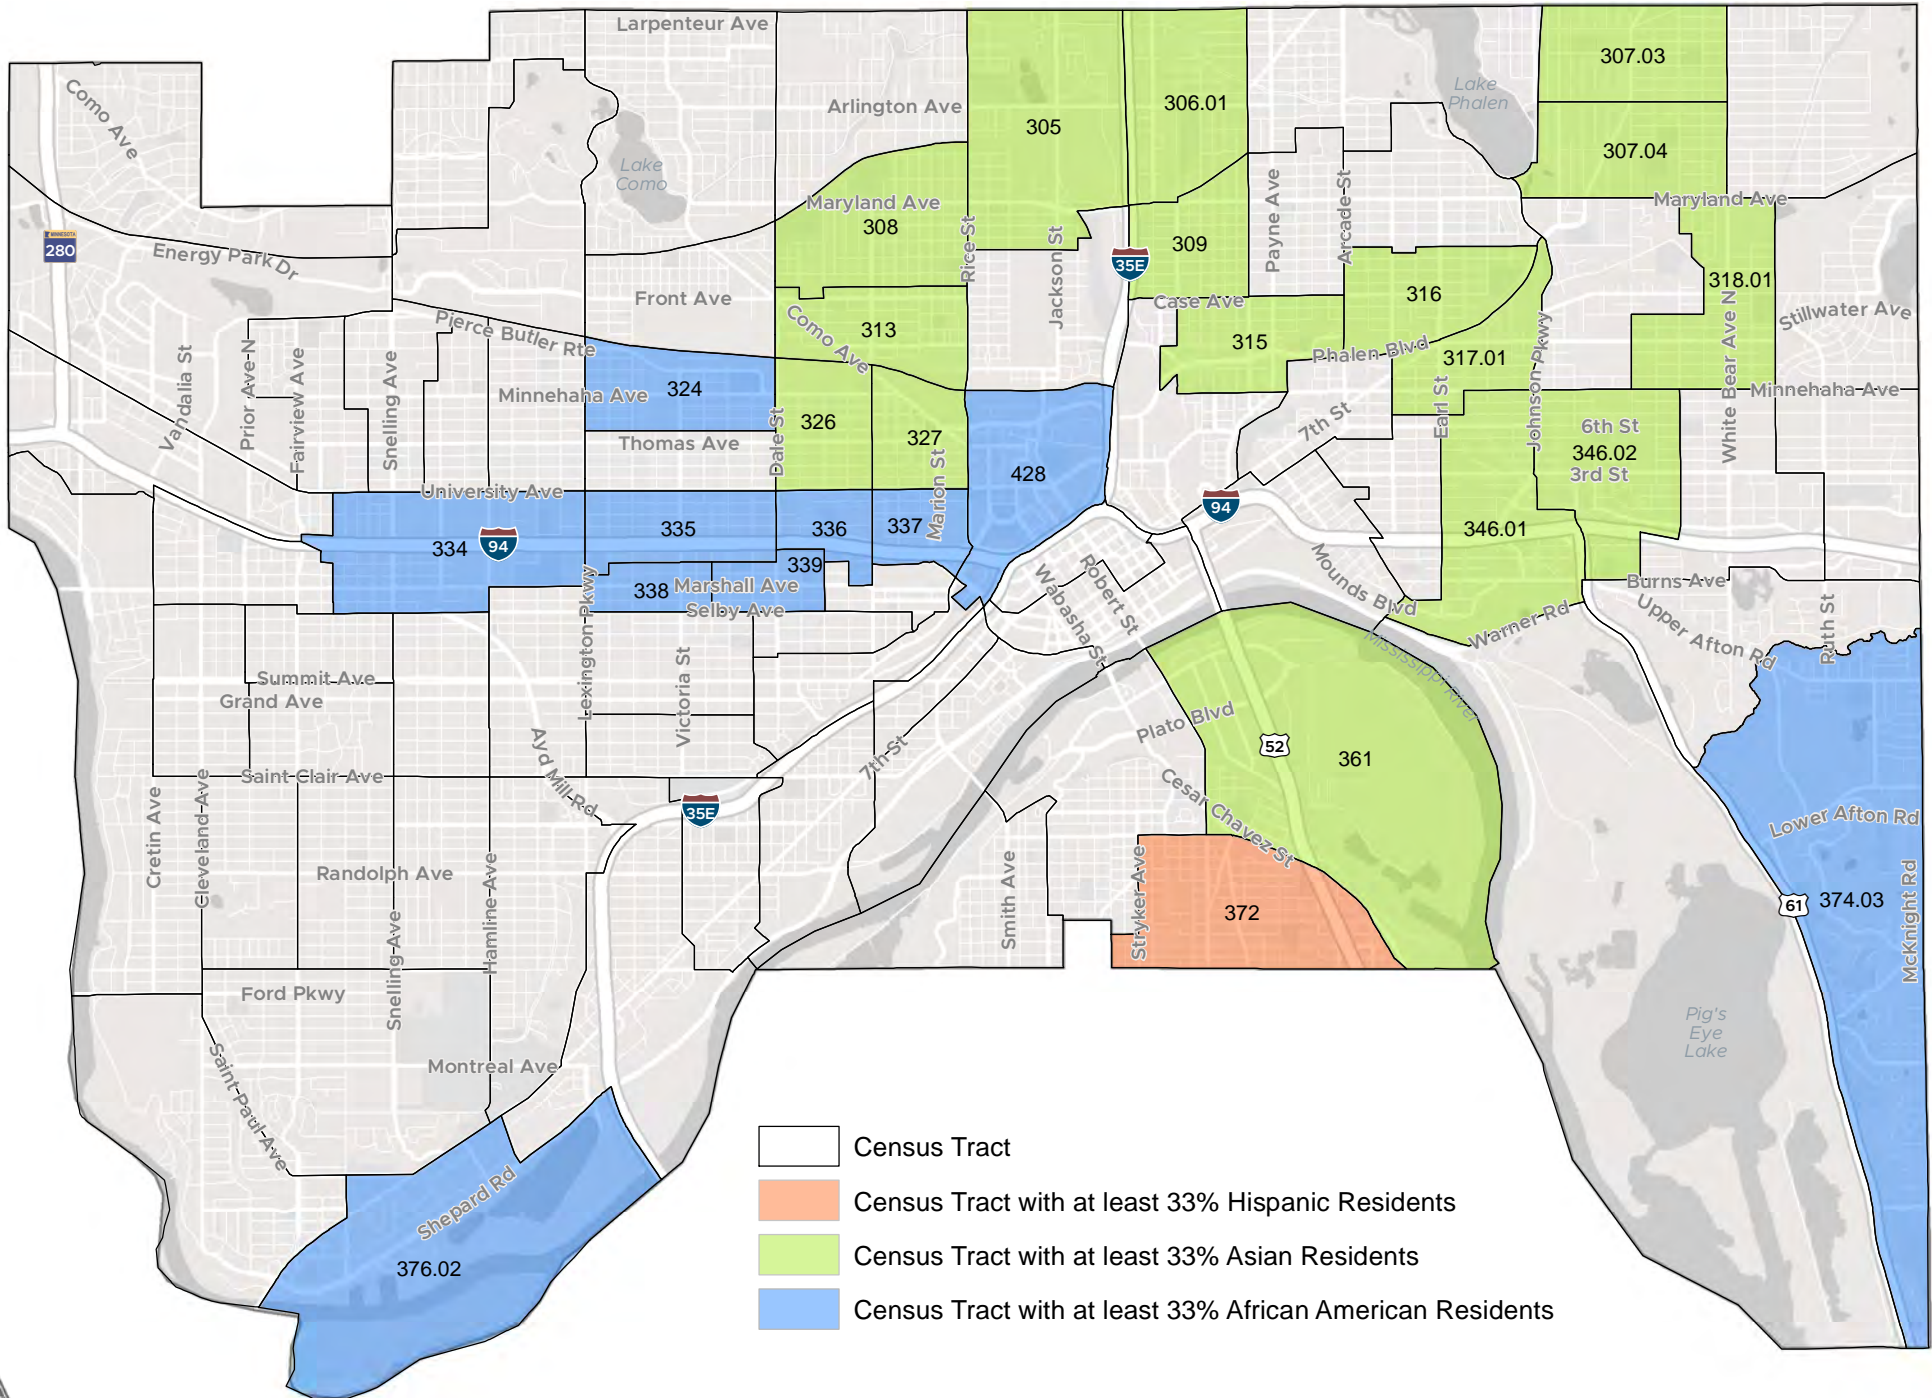 Larpenteur Ave
Como Ave
Arlington Ave
Lake
Como
305
306.01
Lake
Phalen
307.03
307.04
Maryland Ave
308
Maryland Ave
MINNESOTA
280
Energy Park Dr
Rice St
Jackson St
35E
309
Payne Ave
Arcade St
316
318.01
Front Ave
Case Ave
Pierce Butler Rte
Como Ave
313
315
Phalen Blvd
317.01
Johnson Pkwy
White Bear Ave N
Stillwater Ave
Vandalia St
Prior Ave N
Fairview Ave
Snelling Ave
Minnehaha Ave
324
Minnehaha Ave
Thomas Ave
Dale St
326
327
Marion St
428
7th St
Earl St
6th St
346.02
3rd St
University Ave
94
334
94
335
336
337
346.01
338
339
Marshall Ave
Selby Ave
Lexington Pkwy
Wabasha St
Robert St
Mounds Blvd
Warner Rd
Burns Ave
Upper Afton Rd
Ruth St
Mississippi River
Summit Ave
Grand Ave
Victoria St
Ayd Mill Rd
7th St
Plato Blvd
52
361
Saint Clair Ave
Cesar Chavez St
Cretin Ave
Cleveland Ave
35E
Randolph Ave
Hamline Ave
Snelling Ave
Smith Ave
Stryker Ave
372
Lower Afton Rd
61
374.03
McKnight Rd
Ford Pkwy
Pig's
Eye
Lake
Saint Paul Ave
Montreal Ave
Shepard Rd
376.02
Census Tract
Census Tract with at least 33% Hispanic Residents
Census Tract with at least 33% Asian Residents
Census Tract with at least 33% African American Residents